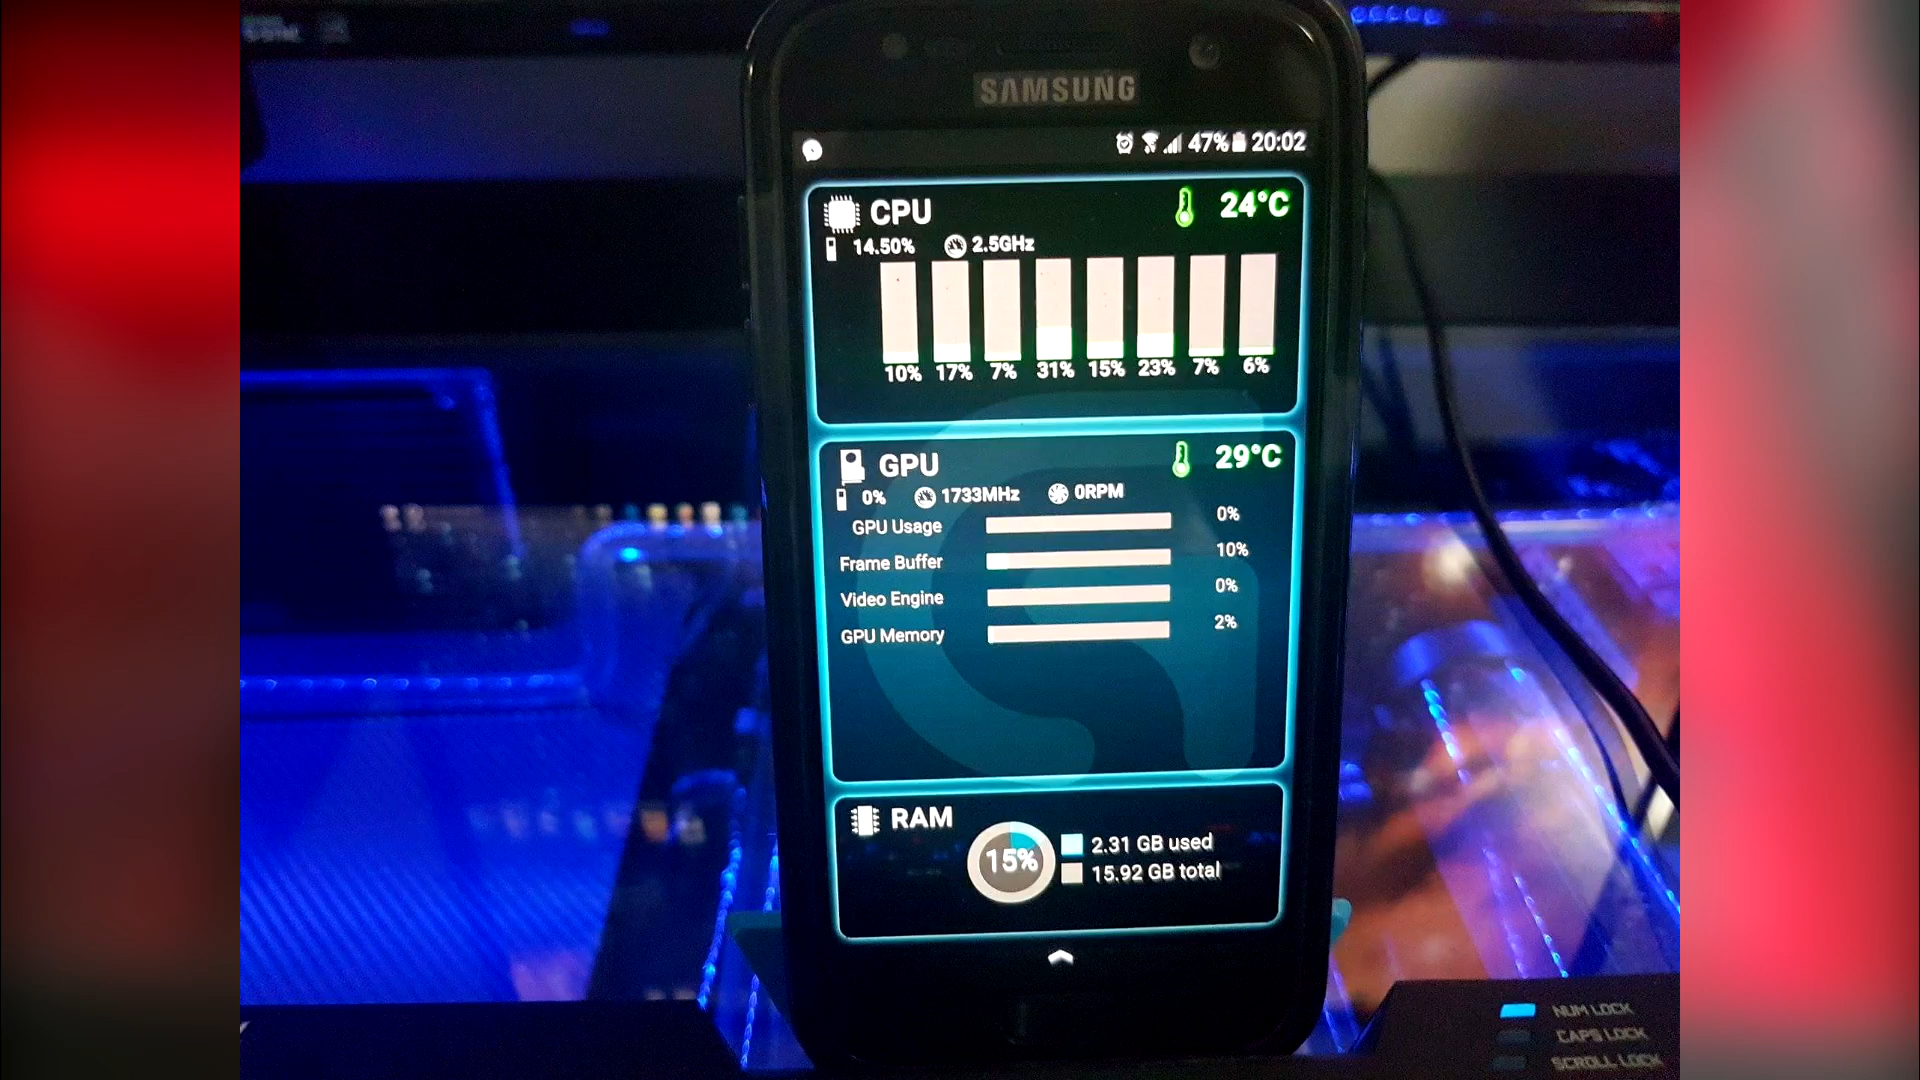 SAMSUNG
47% 20:02
CPU 24°C
14.50% 2.5GHz
10% 17% 7% 31% 15% 23% 7% 6%
GPU 29°C
0% 1733MHz 0RPM
GPU Usage 0%
Frame Buffer 10%
Video Engine 0%
GPU Memory 2%
RAM
15% 2.31 GB used
15.92 GB total
NUM LOCK
CAPS LOCK
SCROLL LOCK